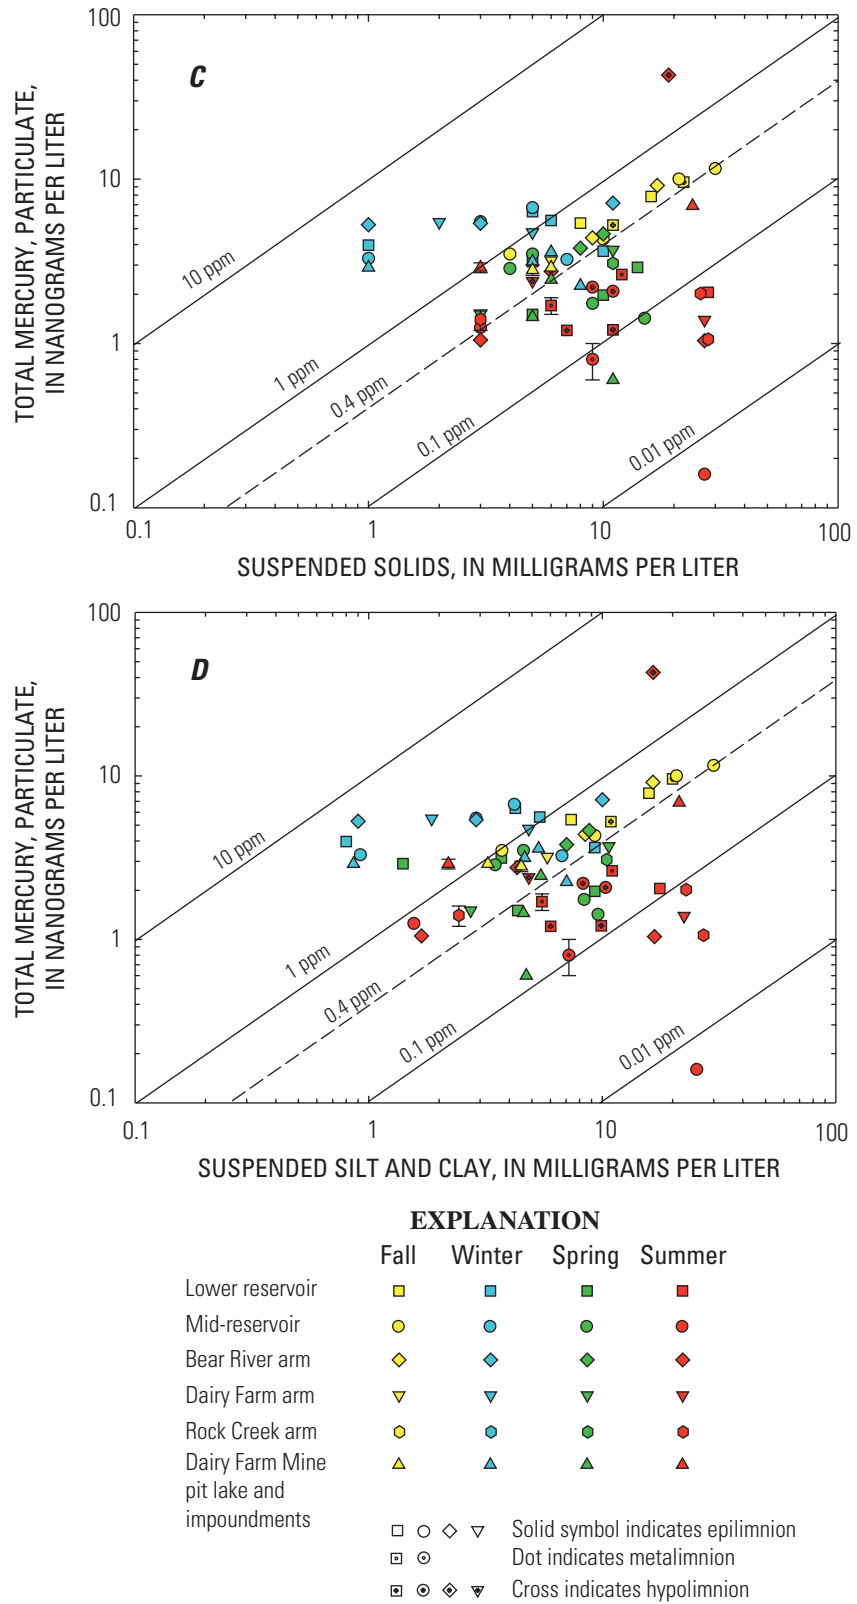 C
TOTAL MERCURY, PARTICULATE,
IN NANOGRAMS PER LITER
100
10
1
0.1
10 ppm
1 ppm
0.4 ppm
0.1 ppm
0.01 ppm
0.1 1 10 100
SUSPENDED SOLIDS, IN MILLIGRAMS PER LITER
D
TOTAL MERCURY, PARTICULATE,
IN NANOGRAMS PER LITER
100
10
1
0.1
10 ppm
1 ppm
0.4 ppm
0.1 ppm
0.01 ppm
0.1 1 10 100
SUSPENDED SILT AND CLAY, IN MILLIGRAMS PER LITER
EXPLANATION
Fall Winter Spring Summer
Lower reservoir
Mid-reservoir
Bear River arm
Dairy Farm arm
Rock Creek arm
Dairy Farm Mine
pit lake and
impoundments
Solid symbol indicates epilimnion
Dot indicates metalimnion
Cross indicates hypolimnion